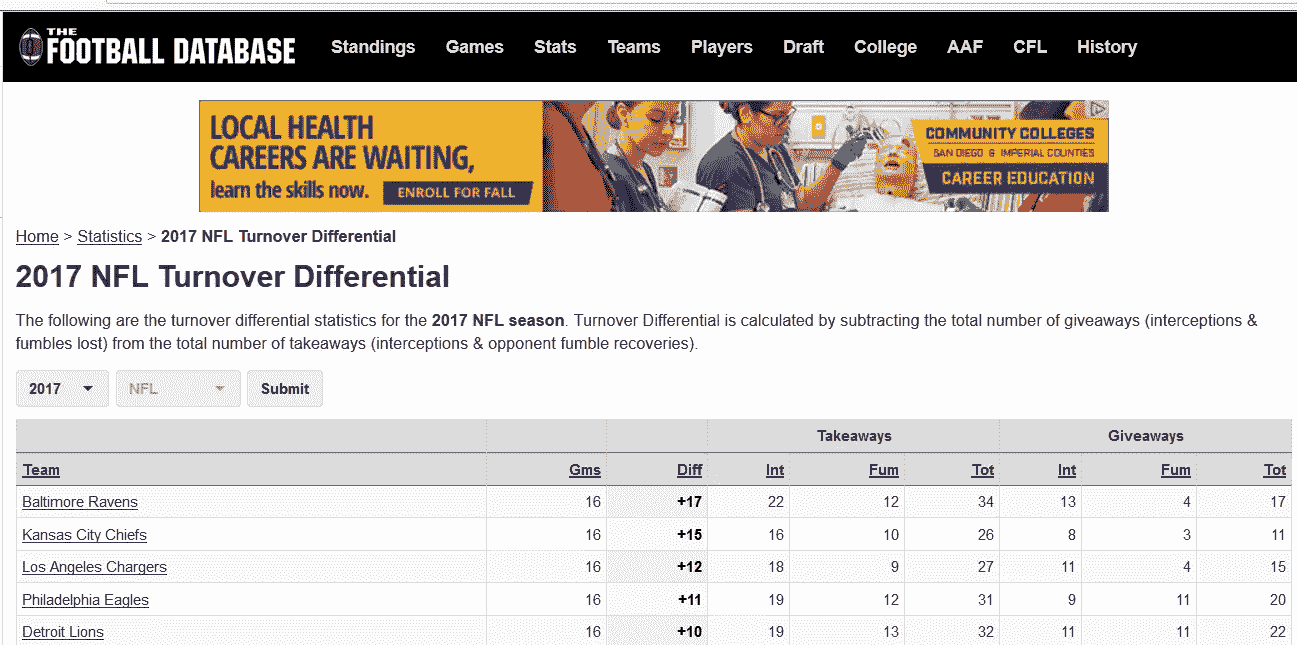 THE
FOOTBALL DATABASE
Standings Games Stats Teams Players Draft College AAF CFL History
LOCAL HEALTH
CAREERS ARE WAITING,
learn the skills now. ENROLL FOR FALL
COMMUNITY COLLEGES
SAN DIEGO & IMPERIAL COUNTIES
CAREER EDUCATION
Home > Statistics > 2017 NFL Turnover Differential
2017 NFL Turnover Differential
The following are the turnover differential statistics for the 2017 NFL season. Turnover Differential is calculated by subtracting the total number of giveaways (interceptions &
fumbles lost) from the total number of takeaways (interceptions & opponent fumble recoveries).
2017 NFL Submit
Takeaways Giveaways
Team Gms Diff Int Fum Tot Int Fum Tot
Baltimore Ravens 16 +17 22 12 34 13 4 17
Kansas City Chiefs 16 +15 16 10 26 8 3 11
Los Angeles Chargers 16 +12 18 9 27 11 4 15
Philadelphia Eagles 16 +11 19 12 31 9 11 20
Detroit Lions 16 +10 19 13 32 11 11 22